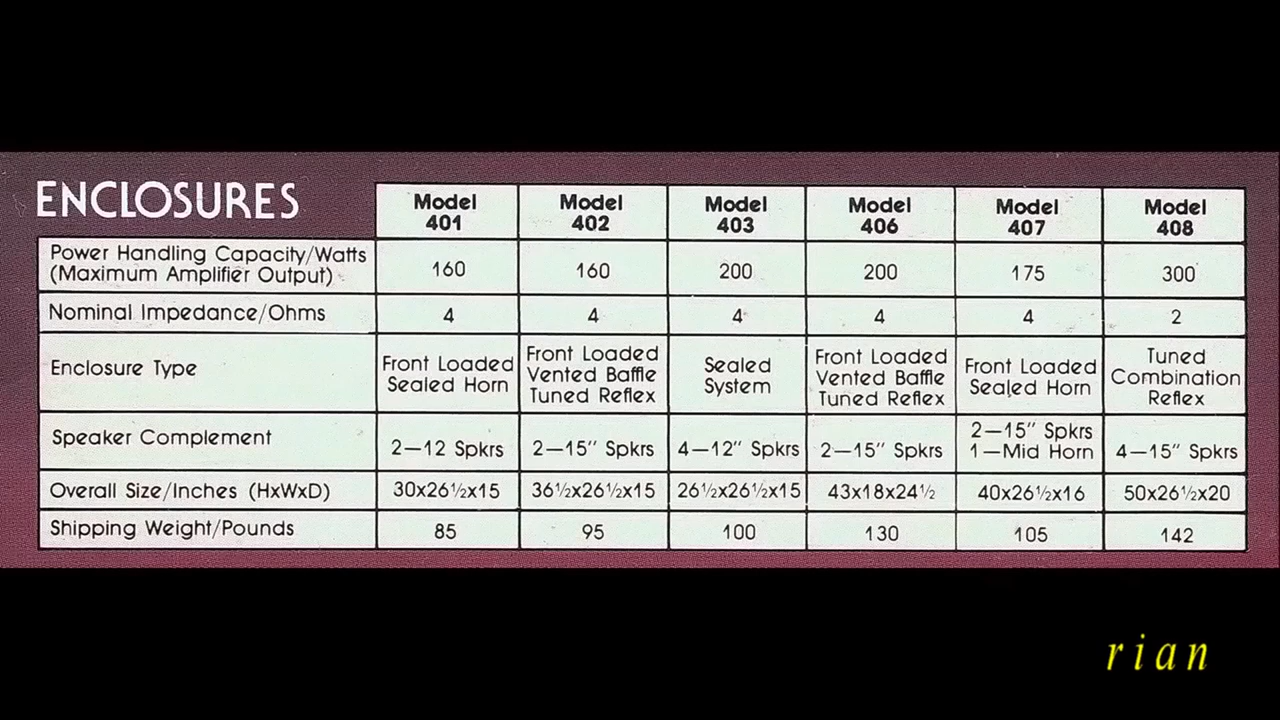 ENCLOSURES
Model 401
Model 402
Model 403
Model 406
Model 407
Model 408
Power Handling Capacity/Watts
(Maximum Amplifier Output)
160 160 200 200 175 300
Nominal Impedance/Ohms 4 4 4 4 4 2
Enclosure Type
Front Loaded
Sealed Horn
Front Loaded
Vented Baffle
Tuned Reflex
Sealed
System
Front Loaded
Vented Baffle
Tuned Reflex
Front Loaded
Sealed Horn
Tuned
Combination
Reflex
Speaker Complement
2—12 Spkrs
2—15" Spkrs
4—12" Spkrs
2—15" Spkrs
2—15" Spkrs
1—Mid Horn
4—15" Spkrs
Overall Size/Inches (HxWxD) 30x26½x15 36½x26½x15 26½x26½x15 43x18x24½ 40x26½x16 50x26½x20
Shipping Weight/Pounds 85 95 100 130 105 142
rian